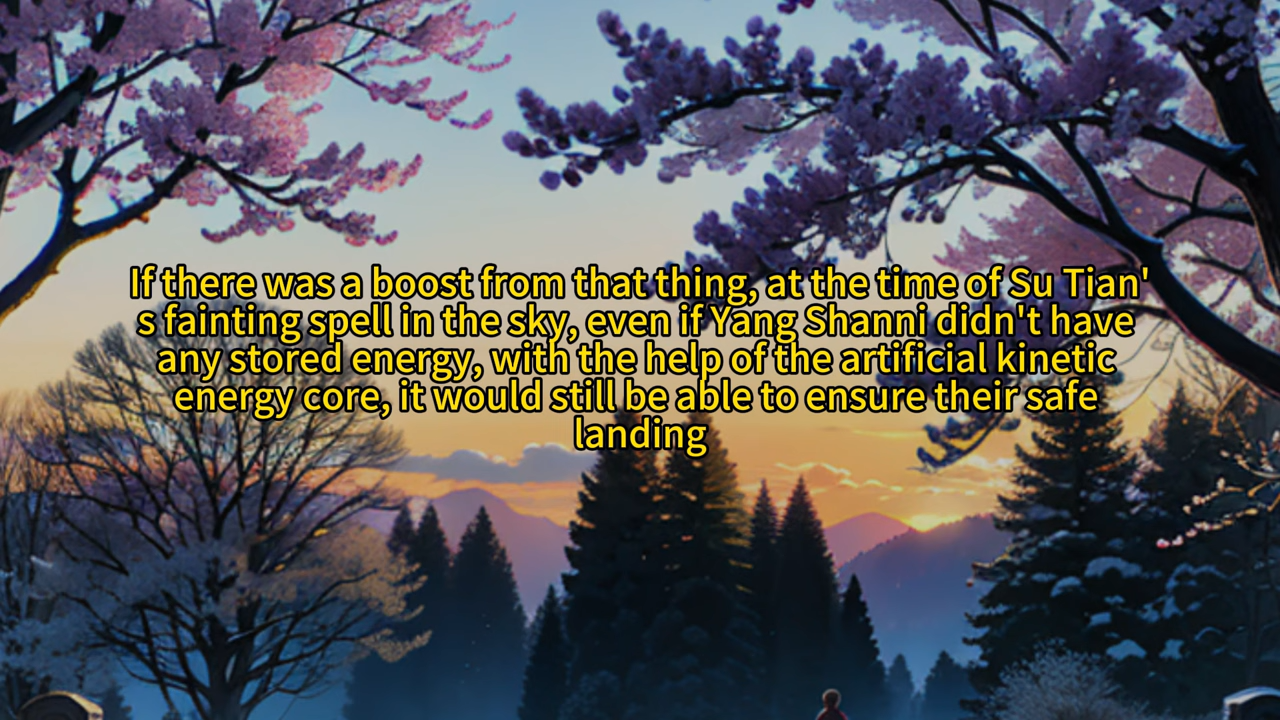 If there was a boost from that thing, at the time of Su Tian'
s fainting spell in the sky, even if Yang Shanni didn't have
any stored energy, with the help of the artificial kinetic
energy core, it would still be able to ensure their safe
landing